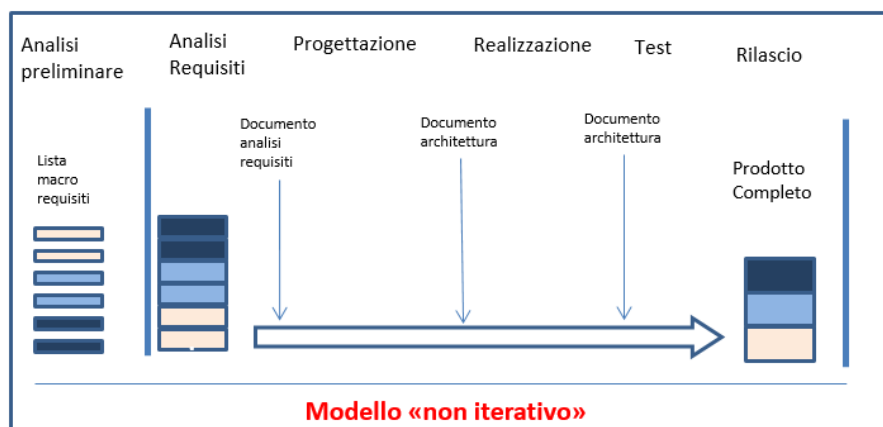 Analisi
preliminare
Analisi
Requisiti
Progettazione
Realizzazione
Test
Rilascio
Documento
analisi
requisiti
Documento
architettura
Documento
architettura
Lista
macro
requisiti
Prodotto
Completo
Modello «non iterativo»